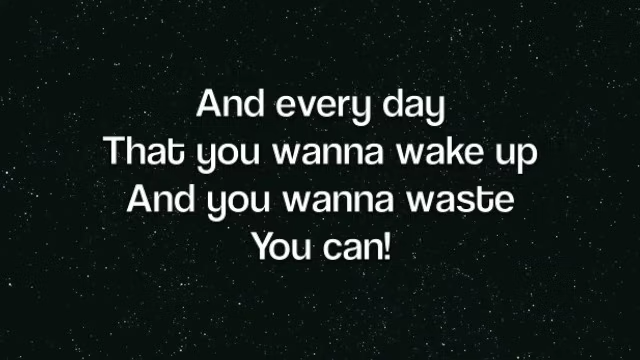 And every day
That you wanna wake up
And you wanna waste
You can!